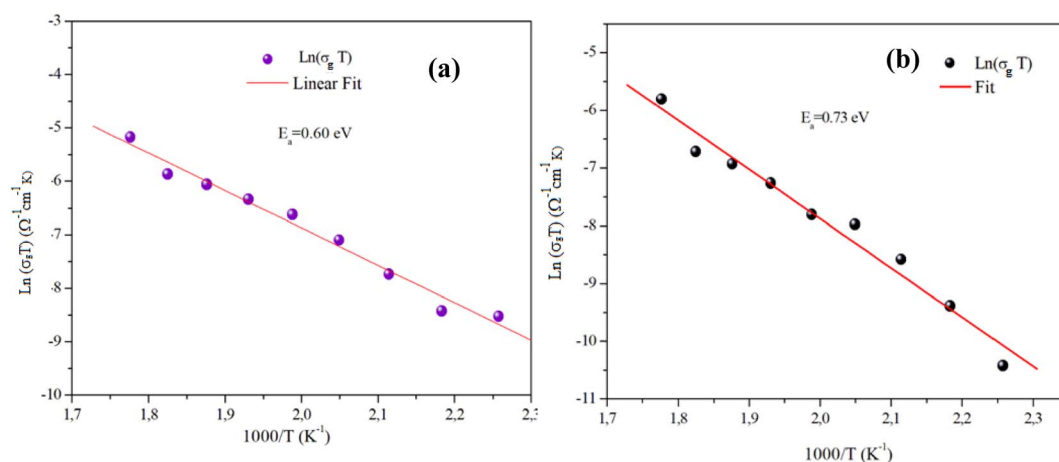 (a)
Ln(σg T)
Linear Fit
Ea=0.60 eV
-3
-4
-5
-6
-7
-8
-9
-10
Ln (σgT) (Ω-1cm-1K)
1,7 1,8 1,9 2,0 2,1 2,2 2,3
1000/T (K-1)
(b)
Ln(σg T)
Fit
Ea=0.73 eV
-5
-6
-7
-8
-9
-10
-11
Ln (σgT) (Ω-1cm-1K)
1,7 1,8 1,9 2,0 2,1 2,2 2,3
1000/T (K-1)